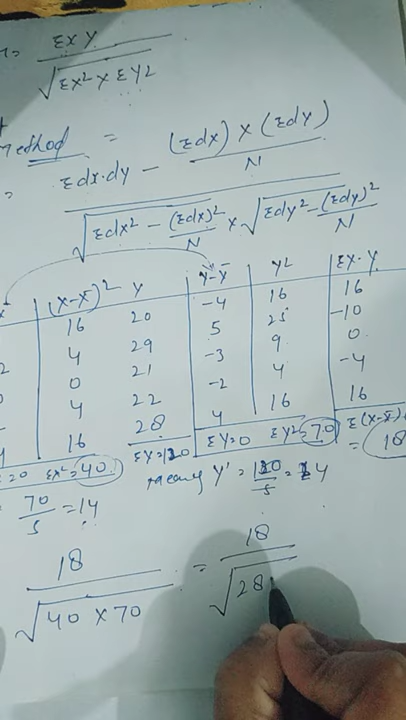 r = ΣXY
√ΣX² × ΣY²
method =
= Σdx·dy − (Σdx) × (Σdy)
N
√Σdx² − (Σdx)² × √Σdy² − (Σdy)²
N N
(X-X̄)² Y Y-Ȳ Y² ΣX·Y
16 20 -4 16 16
4 29 5 25 -10
0 21 -3 9 0
4 22 -2 4 -4
16 28 4 16 16
=0 Σx²=40 ΣY=120 ΣY=0 ΣY²=70 Σ(X-X̄)
= 18
= 70
5 =14
Y' = 120
5 = 24
18 = 18
√40 × 70 √28